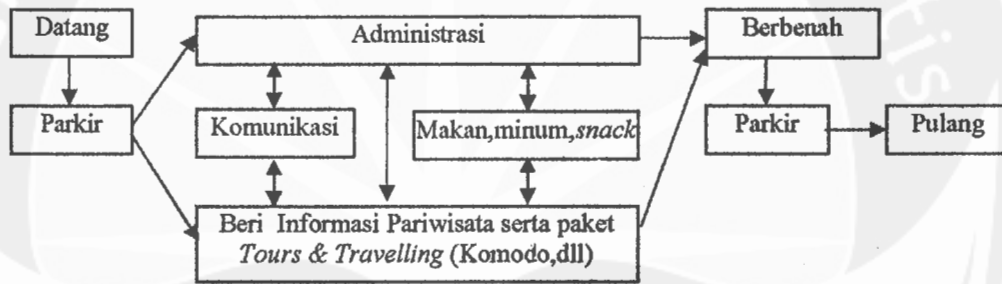 Datang
Administrasi
Berbenah
Parkir
Komunikasi
Makan,minum,snack
Parkir
Pulang
Beri Informasi Pariwisata serta paket
Tours & Travelling (Komodo,dll)